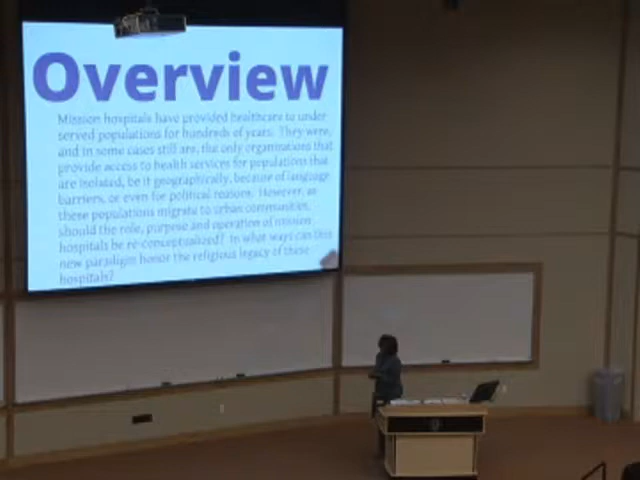 Overview
Mission hospitals have provided healthcare to under
served populations for hundreds of years. They were,
and in some cases still are, the only organizations that
provide access to health services for populations that
are isolated, be it geographically, because of language
barriers, or even for political reasons. However, as
these populations migrate to urban communities,
should the role, purpose and operation of mission
hospitals be re-conceptualized? In what ways can this
new paradigm honor the religious legacy of these
hospitals?